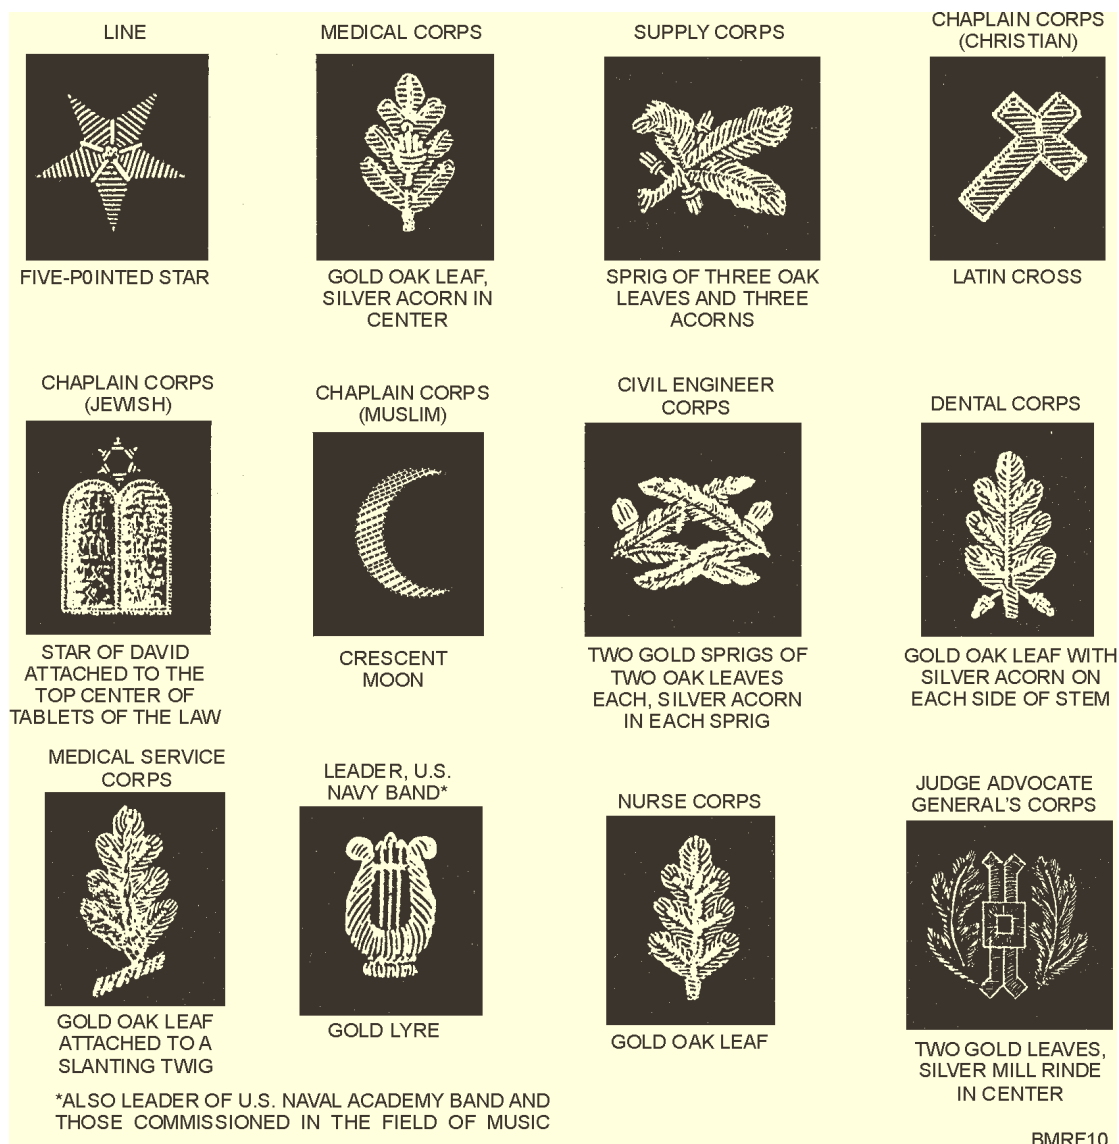 LINE
FIVE-P0INTED STAR
MEDICAL CORPS
GOLD OAK LEAF,
SILVER ACORN IN
CENTER
SUPPLY CORPS
SPRIG OF THREE OAK
LEAVES AND THREE
ACORNS
CHAPLAIN CORPS
(CHRISTIAN)
LATIN CROSS
CHAPLAIN CORPS
(JEWISH)
STAR OF DAVID
ATTACHED TO THE
TOP CENTER OF
TABLETS OF THE LAW
CHAPLAIN CORPS
(MUSLIM)
CRESCENT
MOON
CIVIL ENGINEER
CORPS
TWO GOLD SPRIGS OF
TWO OAK LEAVES
EACH, SILVER ACORN
IN EACH SPRIG
DENTAL CORPS
GOLD OAK LEAF WITH
SILVER ACORN ON
EACH SIDE OF STEM
MEDICAL SERVICE
CORPS
GOLD OAK LEAF
ATTACHED TO A
SLANTING TWIG
LEADER, U.S.
NAVY BAND*
GOLD LYRE
NURSE CORPS
GOLD OAK LEAF
JUDGE ADVOCATE
GENERAL'S CORPS
TWO GOLD LEAVES,
SILVER MILL RINDE
IN CENTER
*ALSO LEADER OF U.S. NAVAL ACADEMY BAND AND
THOSE COMMISSIONED IN THE FIELD OF MUSIC
BMRF10